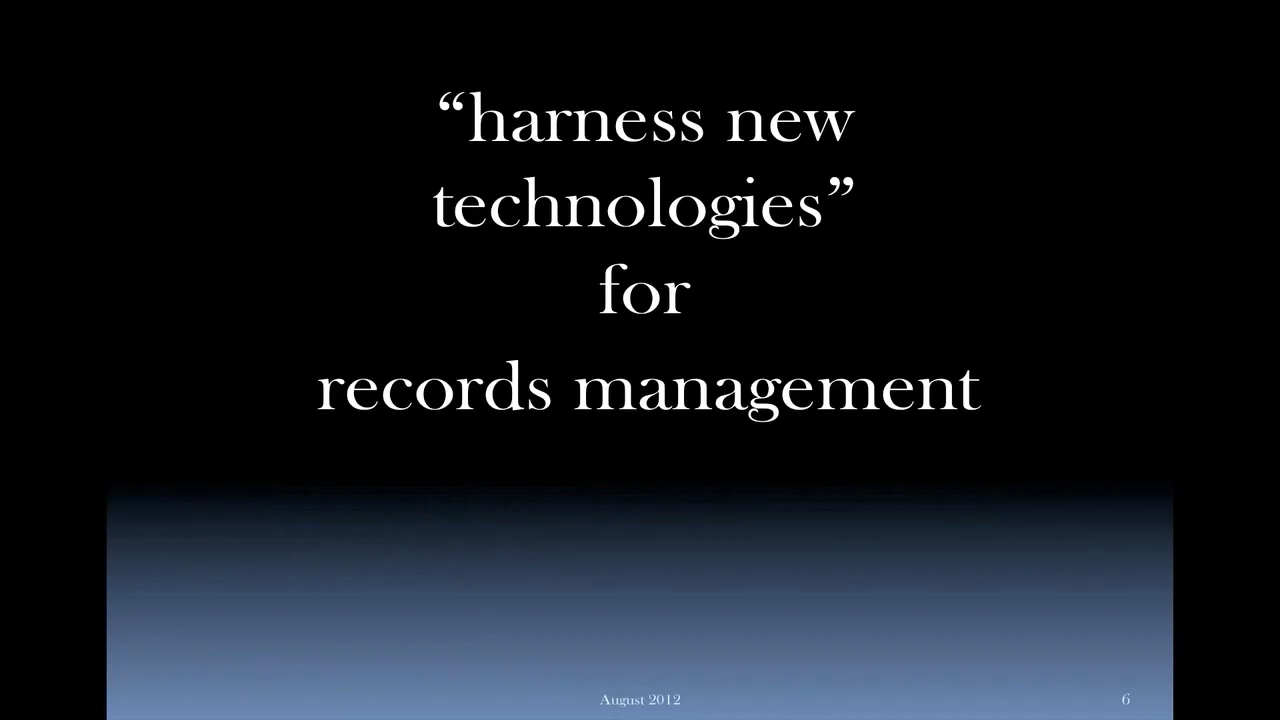 “harness new
technologies”
for
records management
August 2012
6